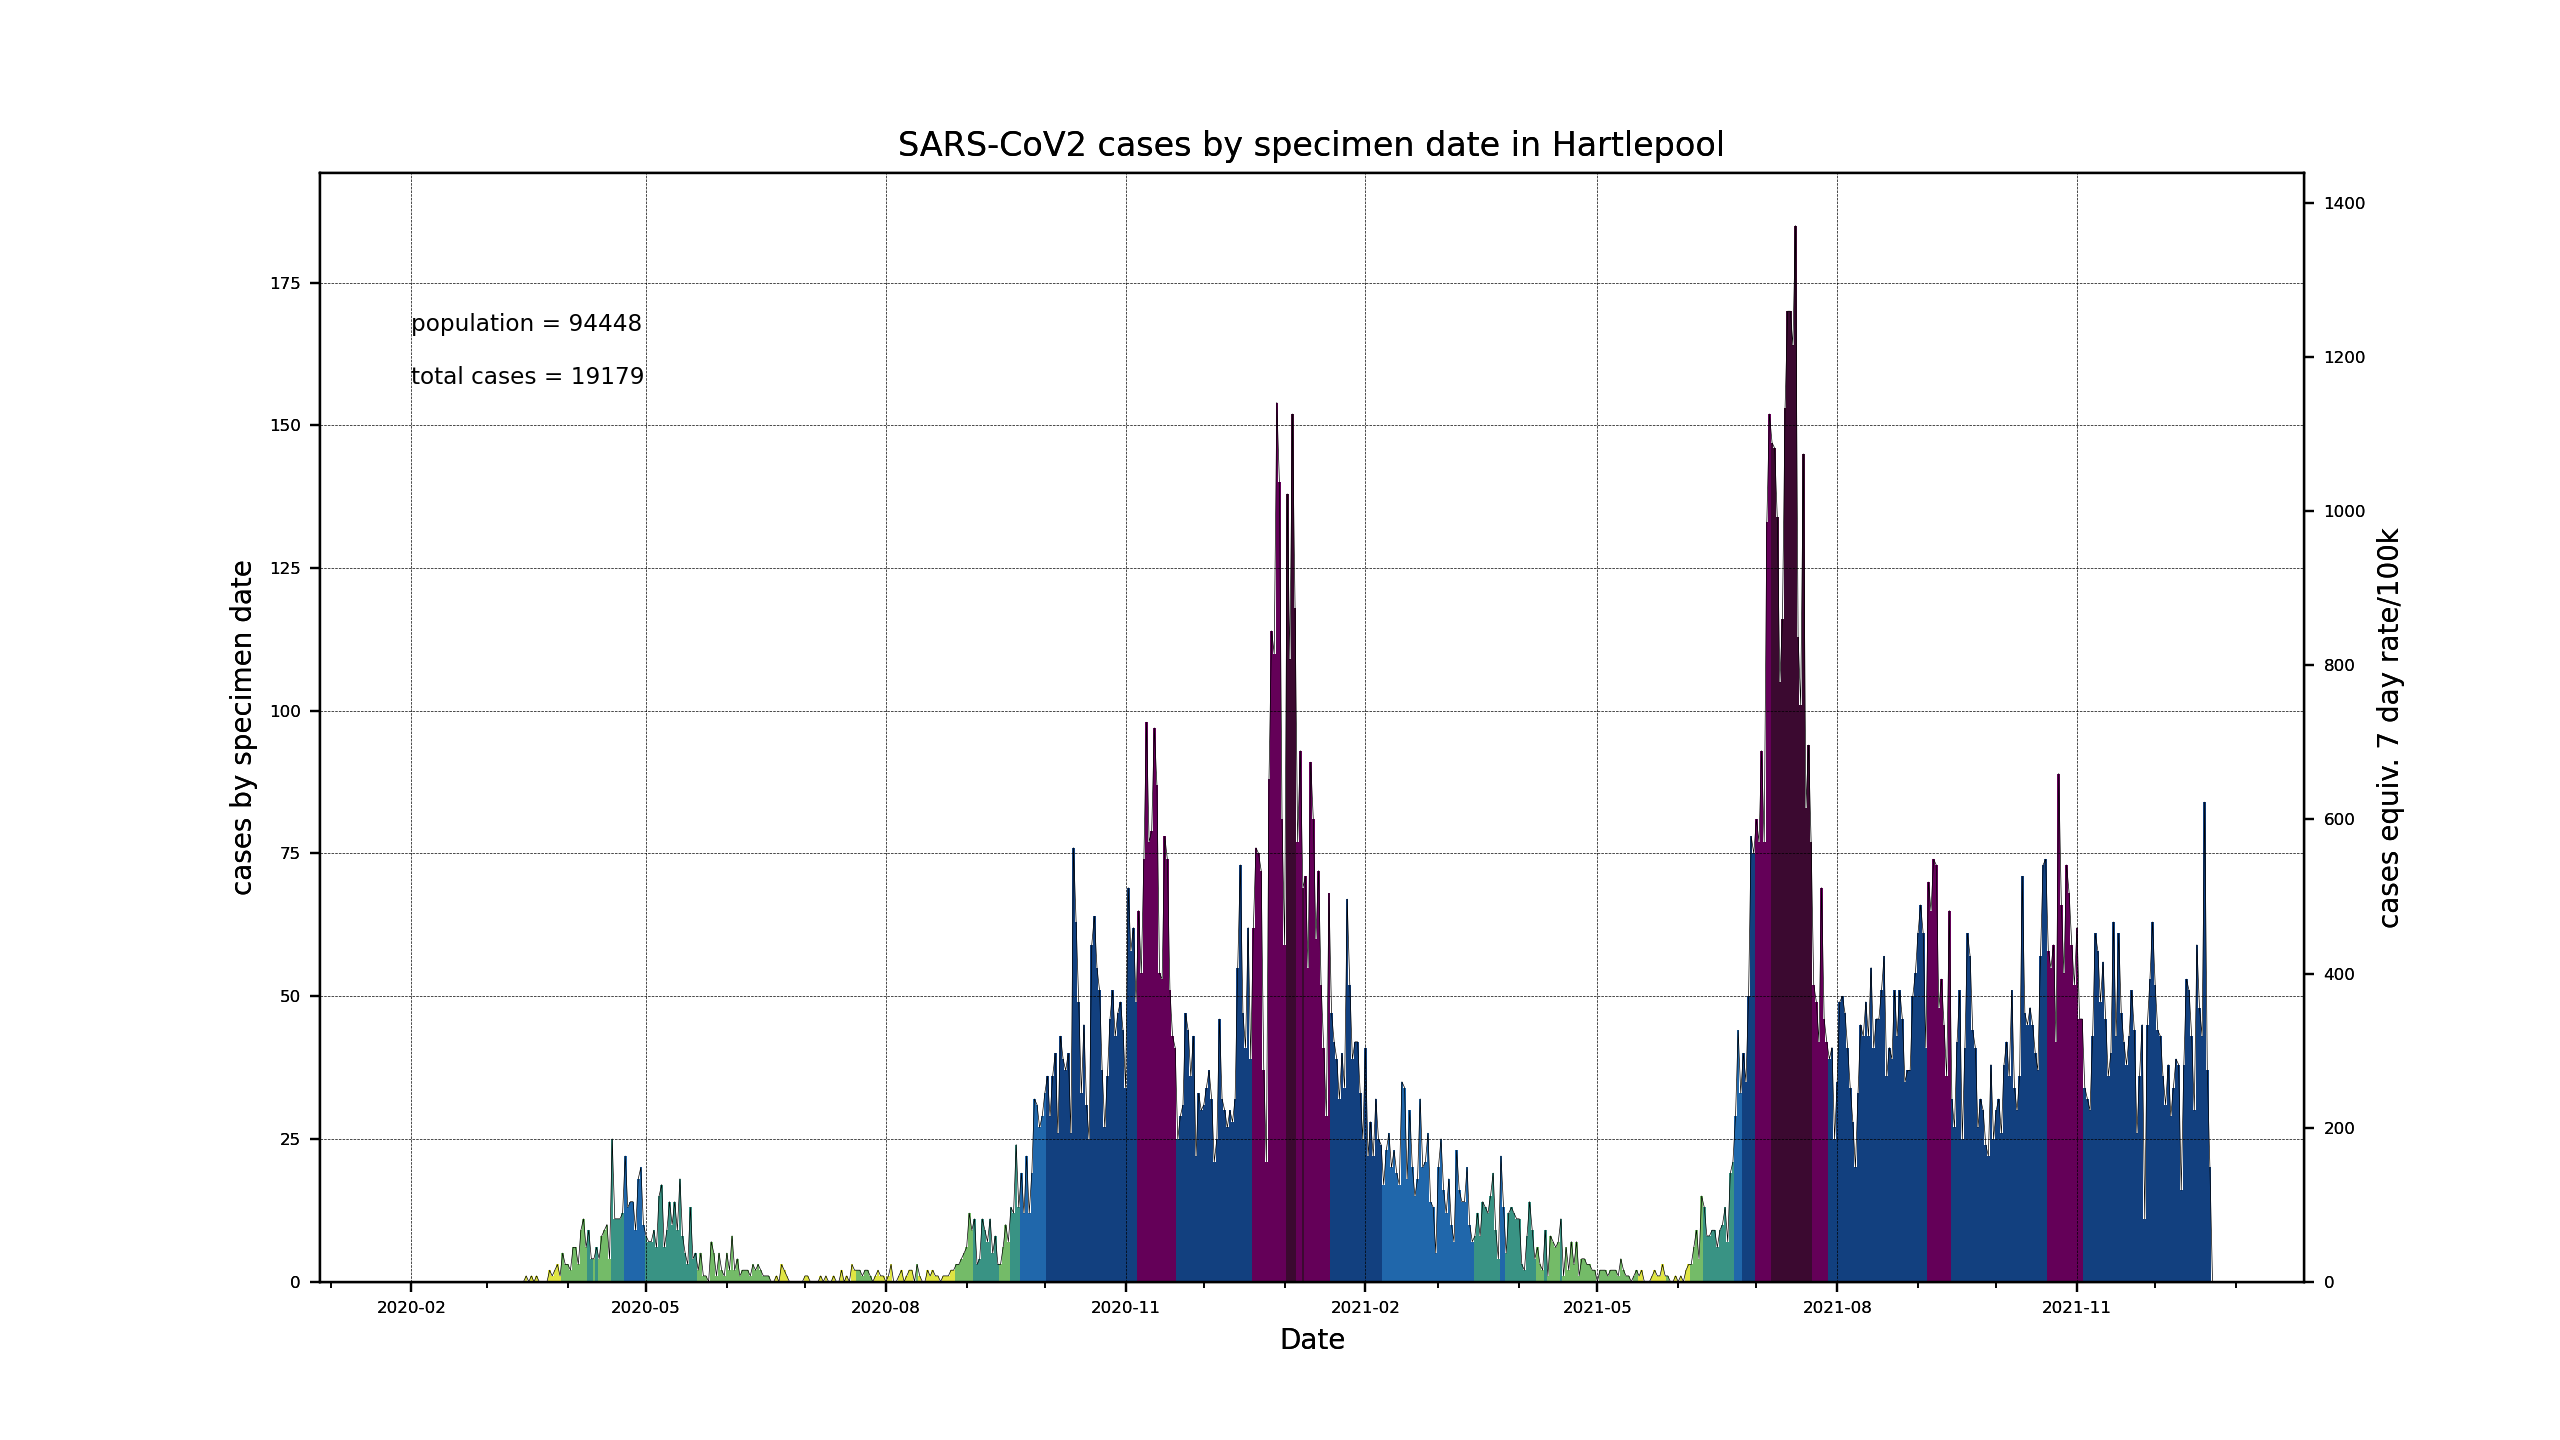 SARS-CoV2 cases by specimen date in Hartlepool
population = 94448
total cases = 19179
cases by specimen date
175
150
125
100
75
50
25
0
1400
1200
1000
800
600
400
200
0
cases equiv. 7 day rate/100k
2020-02 2020-05 2020-08 2020-11 2021-02 2021-05 2021-08 2021-11
Date